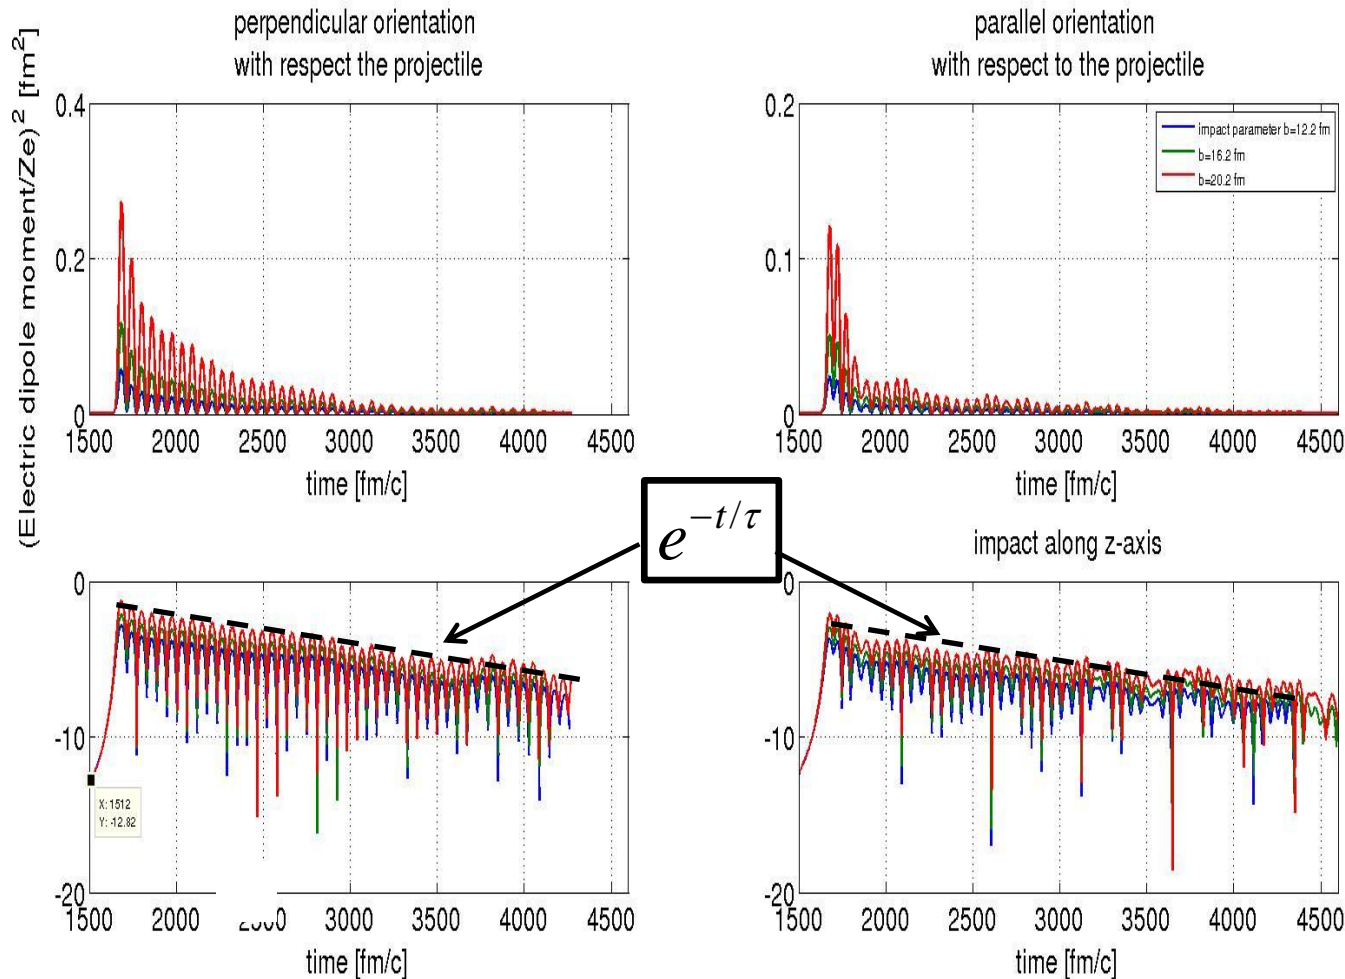 perpendicular orientation
with respect the projectile
parallel orientation
with respect to the projectile
(Electric dipole moment/Ze)² [fm²]
0.4
0.2
0
1500 2000 2500 3000 3500 4000 4500
time [fm/c]
0.2
0.1
0
impact parameter b=12.2 fm
b=16.2 fm
b=20.2 fm
1500 2000 2500 3000 3500 4000 4500
time [fm/c]
e^{-t/τ}
impact along z-axis
0
-10
-20
X: 1512
Y: -12.82
1500 2000 3000 3500 4000 4500
time [fm/c]
0
-10
-20
1500 2000 2500 3000 3500 4000 4500
time [fm/c]